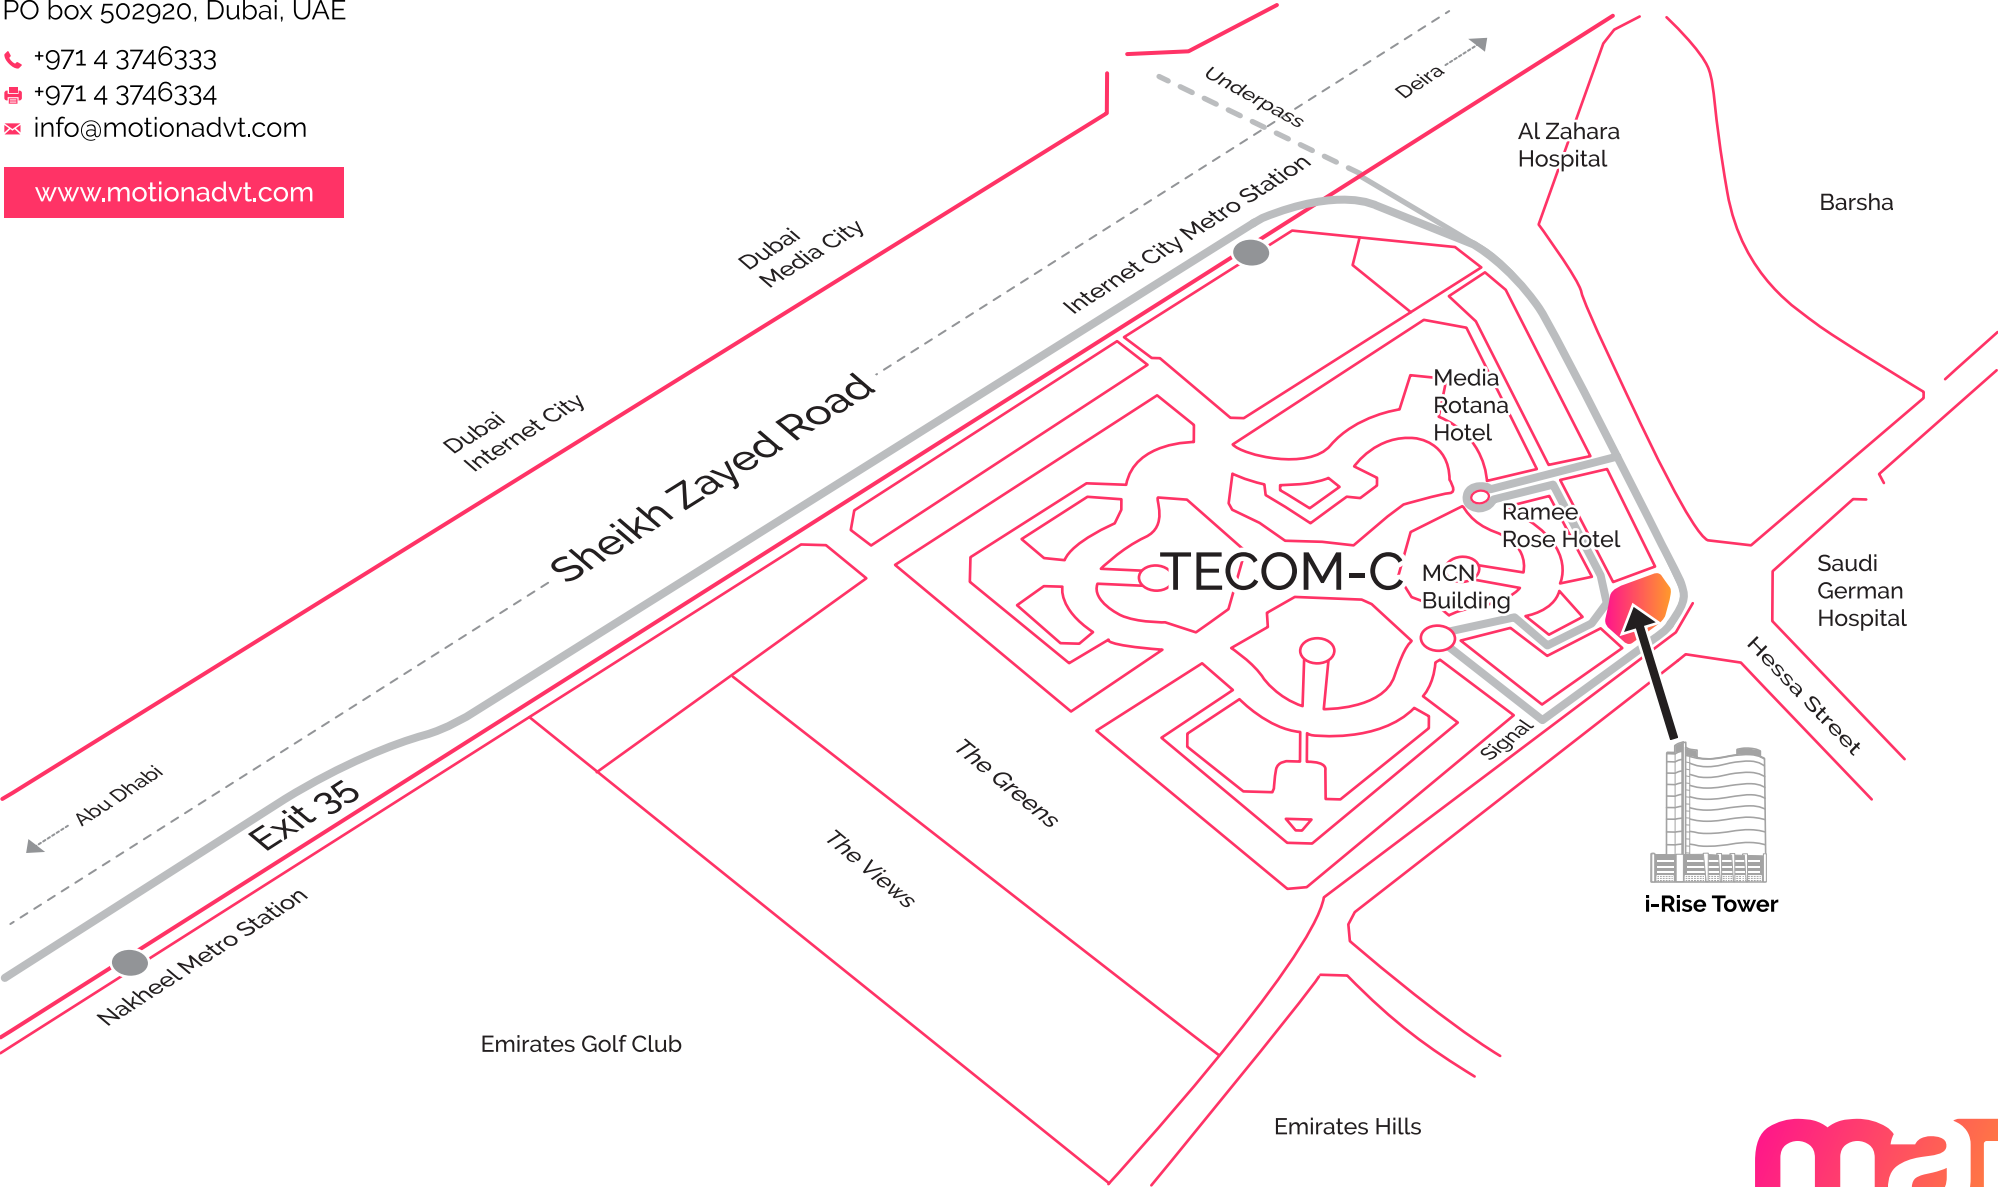 PO box 502920, Dubai, UAE
+971 4 3746333
+971 4 3746334
info@motionadvt.com
www.motionadvt.com
Underpass
Deira
Al Zahara
Hospital
Barsha
Internet City Metro Station
Dubai
Media City
Dubai
Internet City
Sheikh Zayed Road
Media
Rotana
Hotel
Ramee
Rose Hotel
TECOM-C
MCN
Building
Saudi
German
Hospital
Hessa Street
Signal
Abu Dhabi
Exit 35
The Greens
The Views
Nakheel Metro Station
i-Rise Tower
Emirates Golf Club
Emirates Hills